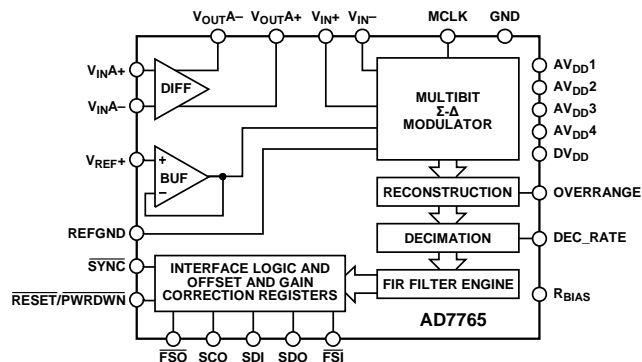 VOUTA– VOUTA+ VIN+ VIN– MCLK GND
VINA+
VINA–
DIFF
MULTIBIT
Σ-Δ
MODULATOR
AVDD1
AVDD2
AVDD3
AVDD4
DVDD
VREF+
+
–
BUF
RECONSTRUCTION
OVERRANGE
REFGND
DECIMATION
DEC_RATE
SYNC
RESET/PWRDWN
INTERFACE LOGIC AND
OFFSET AND GAIN
CORRECTION REGISTERS
FIR FILTER ENGINE
RBIAS
AD7765
FSO SCO SDI SDO FSI